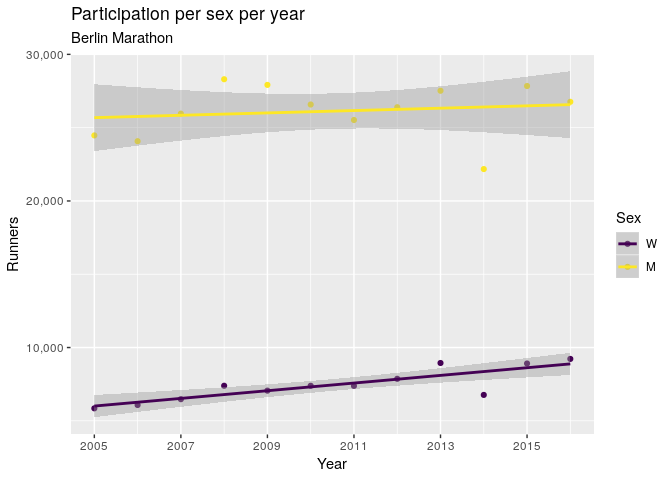 Participation per sex per year
Berlin Marathon
30,000
20,000
10,000
Runners
2005
2007
2009
2011
2013
2015
Year
Sex
W
M